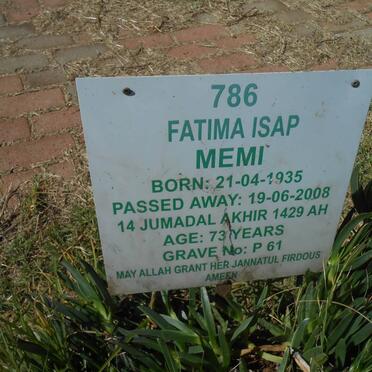 786
FATIMA ISAP
MEMI
BORN: 21-04-1935
PASSED AWAY: 19-06-2008
14 JUMADAL AKHIR 1429 AH
AGE: 73 YEARS
GRAVE No: P 61
MAY ALLAH GRANT HER JANNATUL FIRDOUS
AMEEN